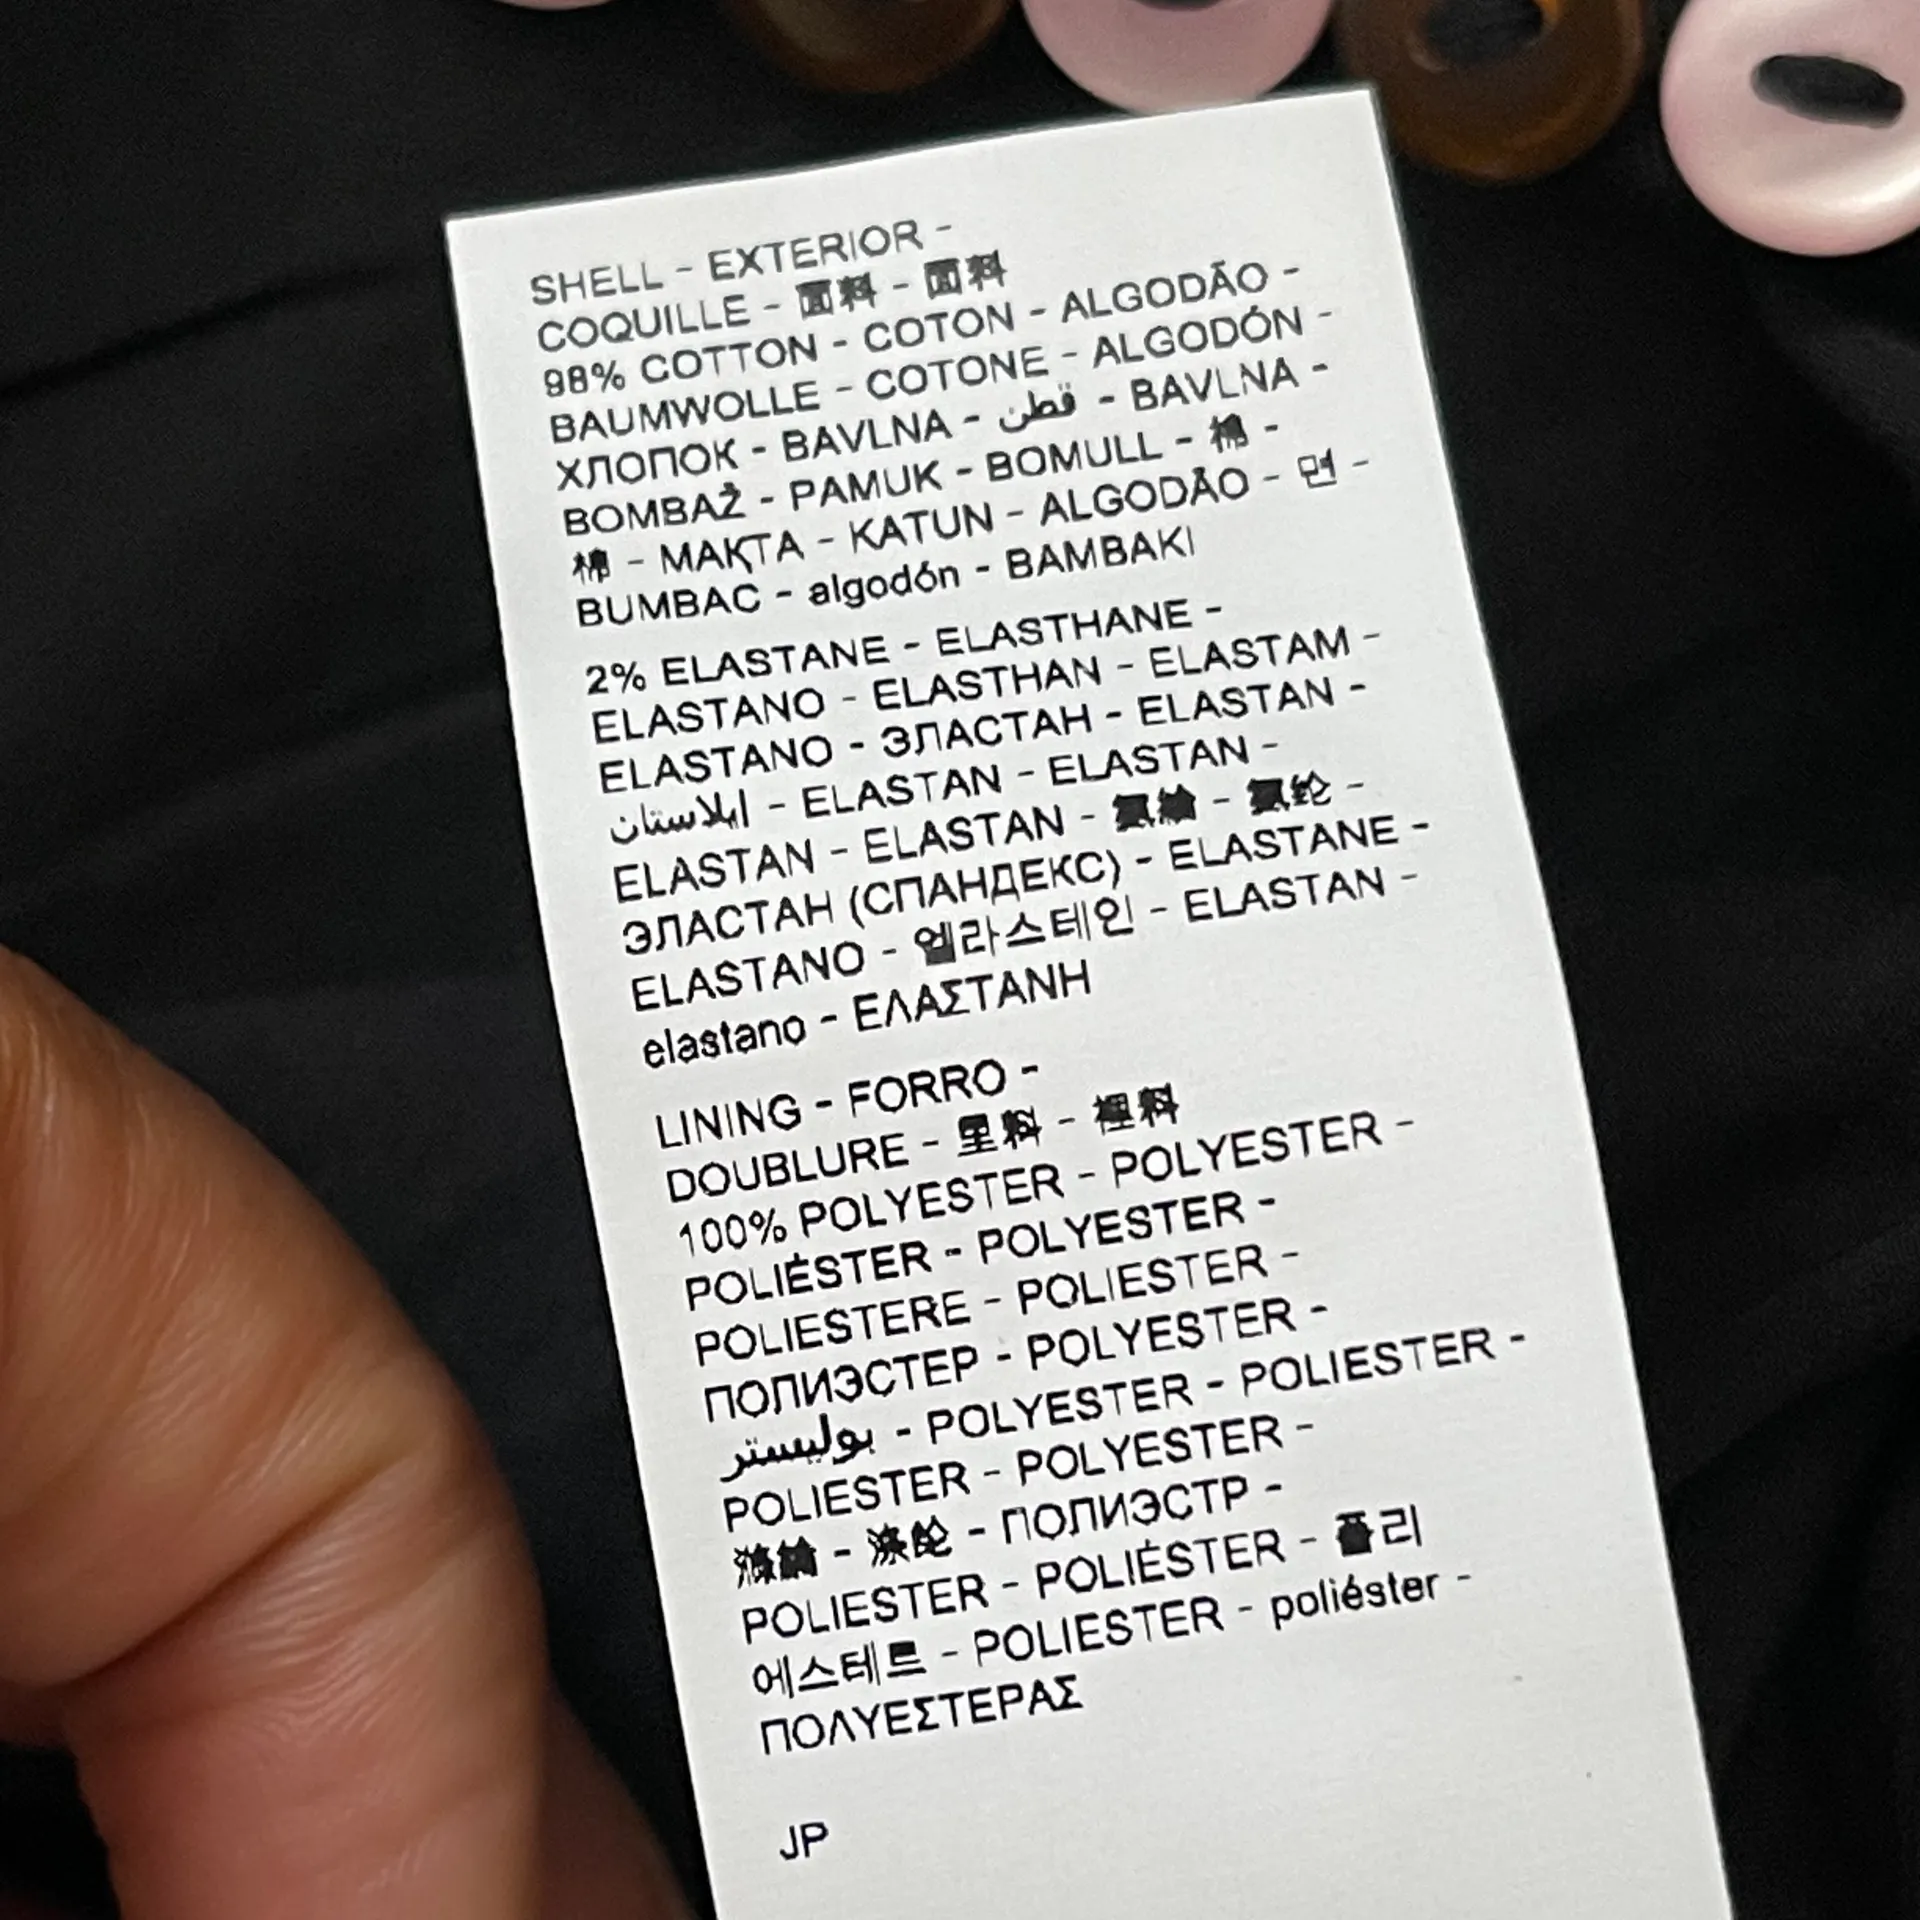 SHELL - EXTERIOR -
COQUILLE - 面料 - 面料
98% COTTON - COTON - ALGODÃO -
BAUMWOLLE - COTONE - ALGODÓN -
ХЛОПОК - BAVLNA - قطن - BAVLNA -
BOMBAŽ - PAMUK - BOMULL - 棉 -
棉 - МАҚТА - KATUN - ALGODÃO - 면 -
BUMBAC - algodón - BAMBAKI
2% ELASTANE - ELASTHANE -
ELASTANO - ELASTHAN - ELASTAM -
ELASTANO - ЭЛАСТАН - ELASTAN -
ايلاستان - ELASTAN - ELASTAN -
ELASTAN - ELASTAN - 氨綸 - 氨纶 -
ЭЛАСТАН (СПАНДЕКС) - ELASTANE -
ELASTANO - 엘라스테인 - ELASTAN -
elastano - ΕΛΑΣΤΑΝΗ
LINING - FORRO -
DOUBLURE - 里料 - 裡料
100% POLYESTER - POLYESTER -
POLIÉSTER - POLYESTER -
POLIESTERE - POLIESTER -
ПОЛИЭСТЕР - POLYESTER -
بوليستر - POLYESTER - POLIESTER -
POLIESTER - POLYESTER -
滌綸 - 涤纶 - ПОЛИЭСТР -
POLIESTER - POLIÉSTER - 폴리
에스테르 - POLIESTER - poliéster -
ΠΟΛΥΕΣΤΕΡΑΣ
JP